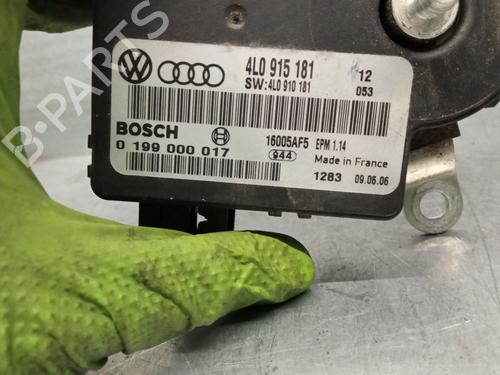 4L0 915 181 12
SW:4L0 910 181 053
BOSCH 16005AF5 EPM 1.14
0 199 000 017 944 Made in France
1283 09.06.06